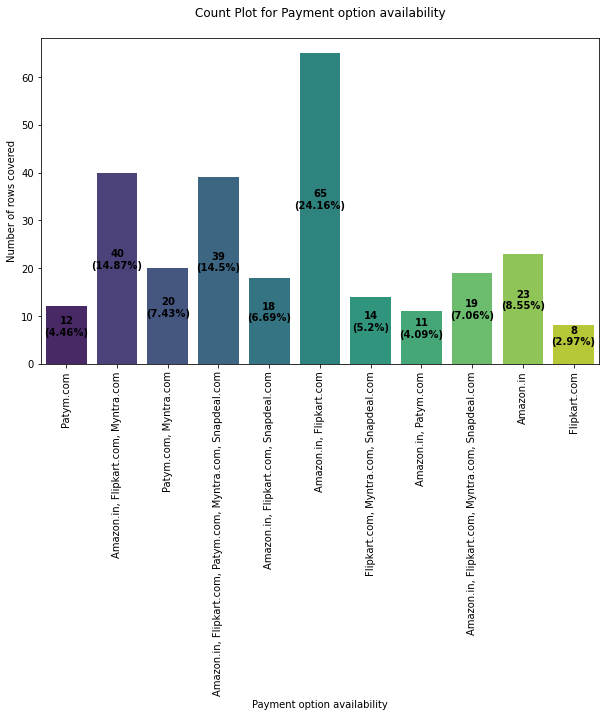 Count Plot for Payment option availability
Number of rows covered
60
50
40
30
20
10
0
12
(4.46%)
40
(14.87%)
20
(7.43%)
39
(14.5%)
18
(6.69%)
65
(24.16%)
14
(5.2%)
11
(4.09%)
19
(7.06%)
23
(8.55%)
8
(2.97%)
Patym.com
Amazon.in, Flipkart.com, Myntra.com
Patym.com, Myntra.com
Amazon.in, Flipkart.com, Patym.com, Myntra.com, Snapdeal.com
Amazon.in, Flipkart.com, Snapdeal.com
Amazon.in, Flipkart.com
Flipkart.com, Myntra.com, Snapdeal.com
Amazon.in, Patym.com
Amazon.in, Flipkart.com, Myntra.com, Snapdeal.com
Amazon.in
Flipkart.com
Payment option availability